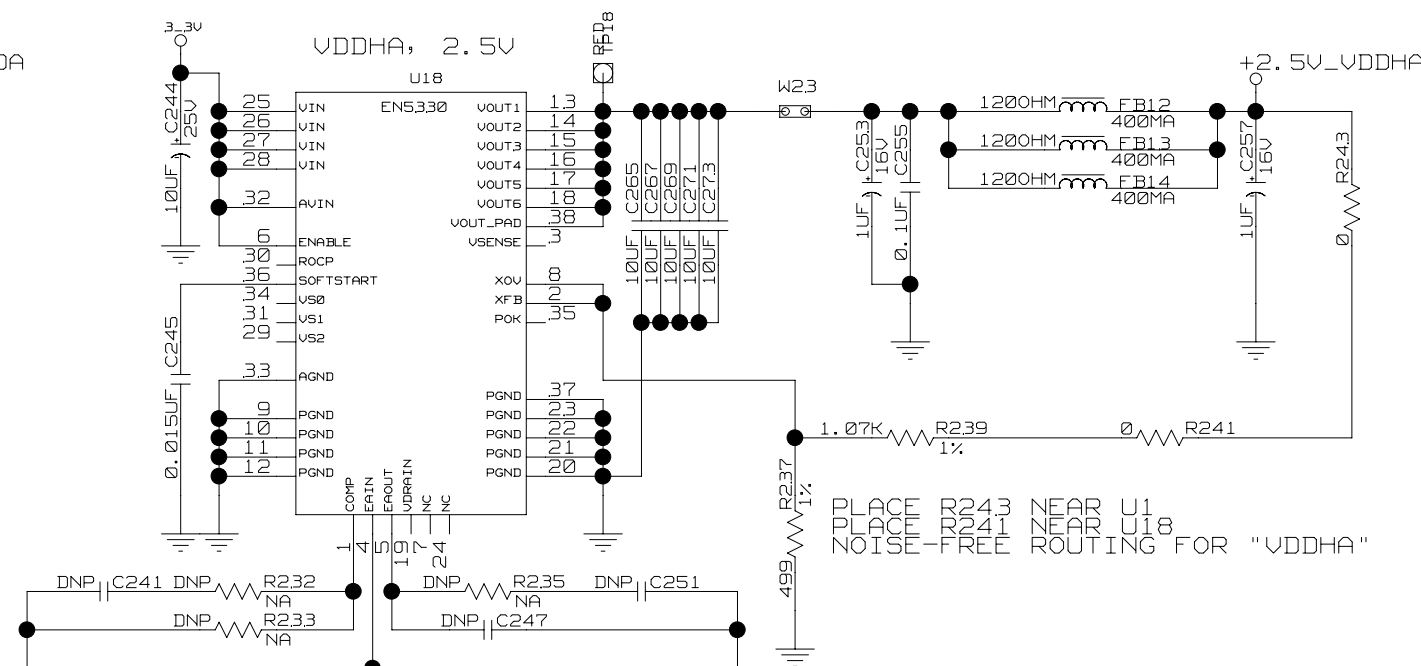 3_3V
DA
VDDHA, 2.5V
RED
TP18
+2.5V_VDDHA
U18
EN5330
W23
C244
25V
10UF
25 VIN
26 VIN
27 VIN
28 VIN
32 AVIN
6 ENABLE
30 ROCP
36 SOFTSTART
34 VS0
31 VS1
29 VS2
33 AGND
9 PGND
10 PGND
11 PGND
12 PGND
VOUT1 13
VOUT2 14
VOUT3 15
VOUT4 16
VOUT5 17
VOUT6 18
VOUT_PAD 38
VSENSE 3
XOV 8
XFB 2
POK 35
PGND 37
PGND 23
PGND 22
PGND 21
PGND 20
COMP 1
EAIN 4
EAOUT 5
VDRAIN 19
NC 7
NC 24
C245
0.015UF
C265 10UF
C267 10UF
C269 10UF
C271 10UF
C273 10UF
C253
16V
1UF
C255
0.1UF
120OHM FB12
400MA
120OHM FB13
400MA
120OHM FB14
400MA
C257
16V
1UF
R243
0
1.07K R239
1%
0 R241
R237
1%
499
PLACE R243 NEAR U1
PLACE R241 NEAR U18
NOISE-FREE ROUTING FOR "VDDHA"
DNP C241 DNP R232
NA
DNP R233
NA
DNP R235
NA
DNP C251
DNP C247